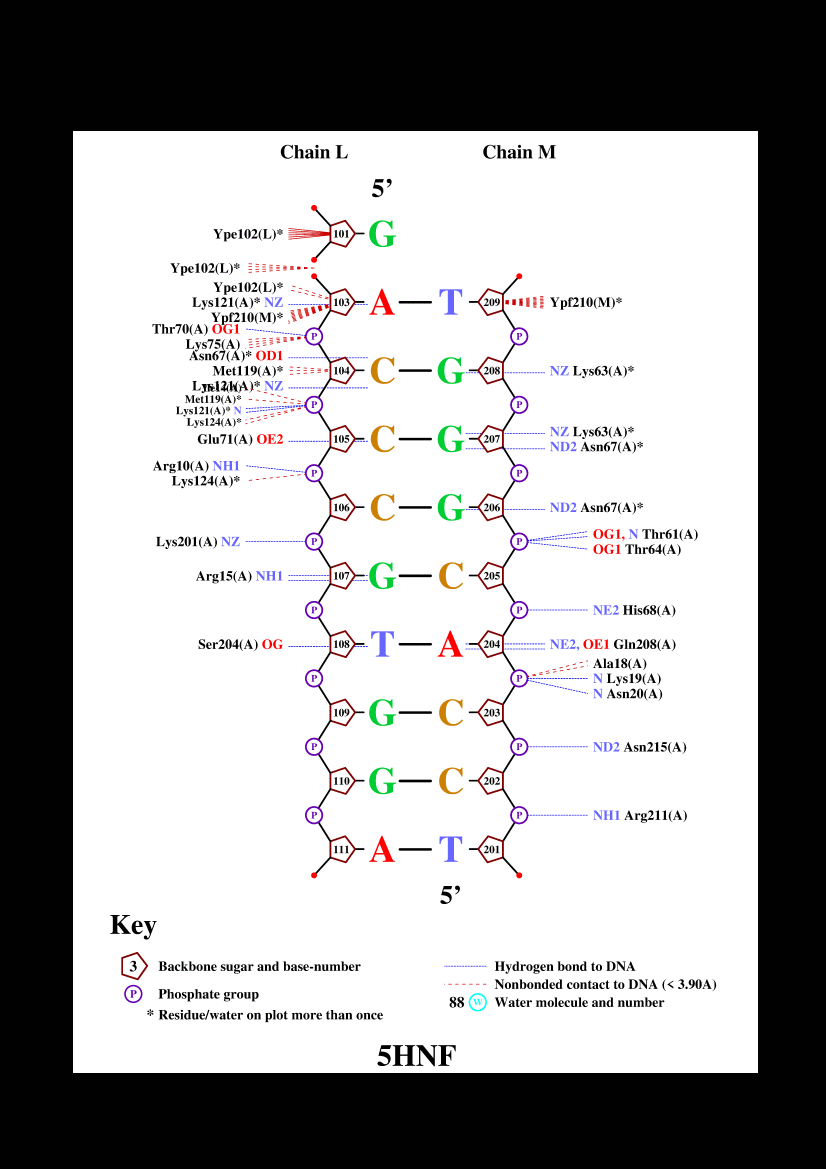 Chain L Chain M
5’
Ype102(L)* 101 G
Ype102(L)*
Ype102(L)*
Lys121(A)* NZ 103 A T 209 Ypf210(M)*
Ypf210(M)*
Thr70(A) OG1 P P
Lys75(A)
Asn67(A)* OD1
Met119(A)* 104 C G 208 NZ Lys63(A)*
Lys121(A)* NZ
Met119(A)* P P
Lys121(A)* N
Lys124(A)*
NZ Lys63(A)*
Glu71(A) OE2 105 C G 207
ND2 Asn67(A)*
Arg10(A) NH1 P P
Lys124(A)*
106 C G 206 ND2 Asn67(A)*
OG1, N Thr61(A)
Lys201(A) NZ P P
OG1 Thr64(A)
Arg15(A) NH1 107 G C 205
P P NE2 His68(A)
Ser204(A) OG 108 T A 204 NE2, OE1 Gln208(A)
Ala18(A)
P P N Lys19(A)
N Asn20(A)
109 G C 203
P P ND2 Asn215(A)
110 G C 202
P P NH1 Arg211(A)
111 A T 201
5’
Key
3 Backbone sugar and base-number
P Phosphate group
* Residue/water on plot more than once
Hydrogen bond to DNA
Nonbonded contact to DNA (< 3.90A)
88 W Water molecule and number
5HNF